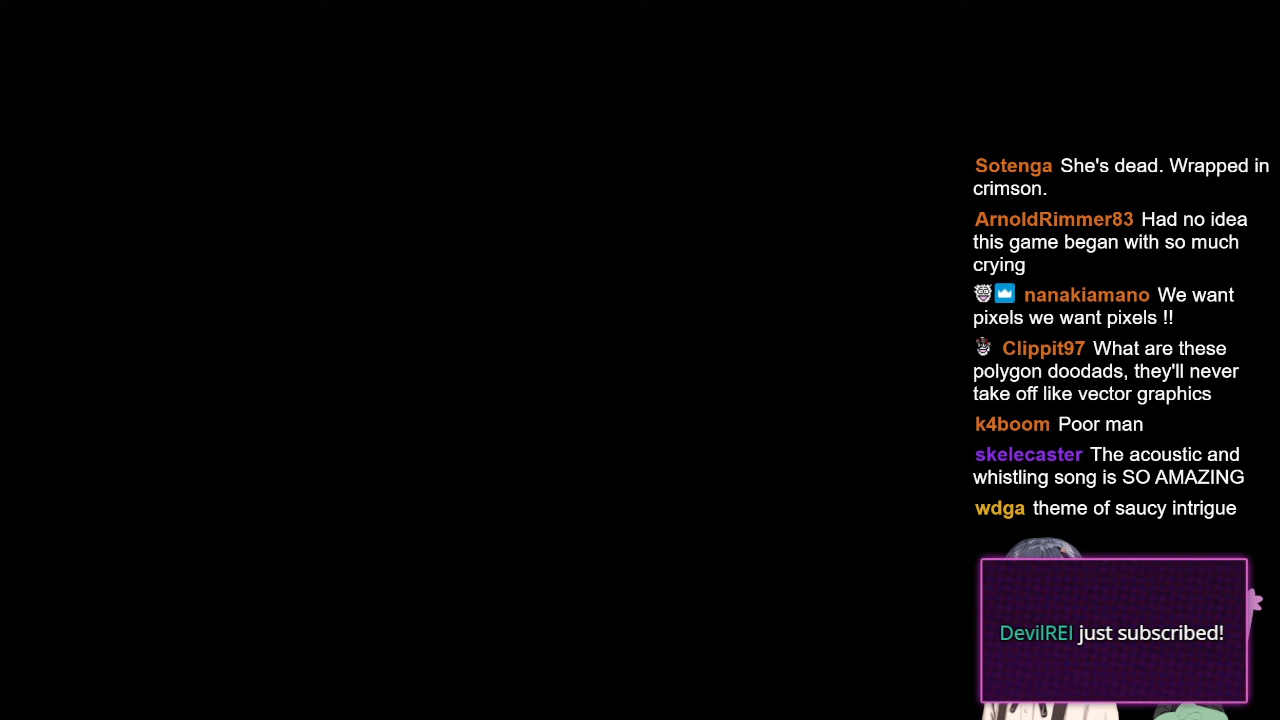 Sotenga She's dead. Wrapped in
crimson.
ArnoldRimmer83 Had no idea
this game began with so much
crying
nanakiamano We want
pixels we want pixels !!
Clippit97 What are these
polygon doodads, they'll never
take off like vector graphics
k4boom Poor man
skelecaster The acoustic and
whistling song is SO AMAZING
wdga theme of saucy intrigue
DevilREI just subscribed!